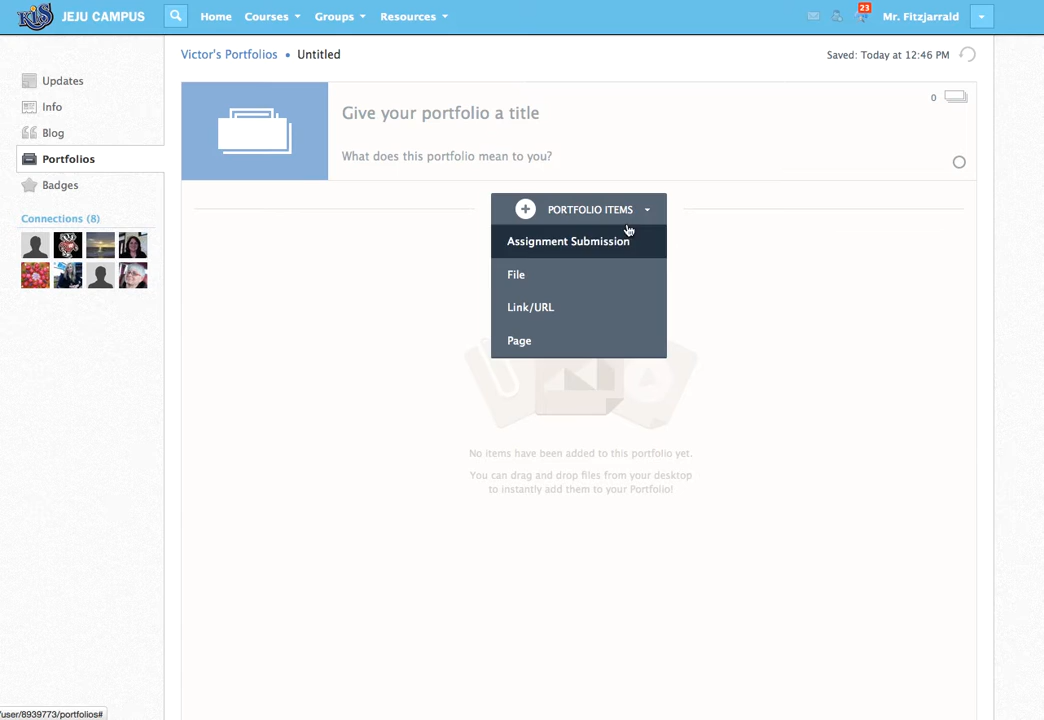 KIS JEJU CAMPUS Home Courses Groups Resources 23 Mr. Fitzjarrald
Victor's Portfolios • Untitled Saved: Today at 12:46 PM
Updates
Info
Blog
Portfolios
Badges
Connections (8)
Give your portfolio a title
0
What does this portfolio mean to you?
PORTFOLIO ITEMS
Assignment Submission
File
Link/URL
Page
No items have been added to this portfolio yet.
You can drag and drop files from your desktop
to instantly add them to your Portfolio!
/user/8939773/portfolios#